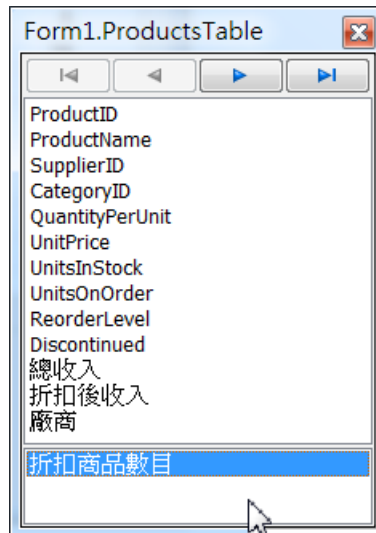 Form1.ProductsTable
ProductID
ProductName
SupplierID
CategoryID
QuantityPerUnit
UnitPrice
UnitsInStock
UnitsOnOrder
ReorderLevel
Discontinued
總收入
折扣後收入
廠商
折扣商品數目